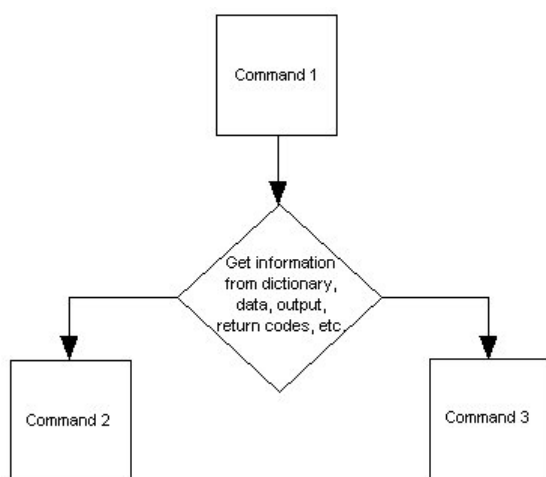 Command 1
Get information
from dictionary,
data, output,
return codes, etc.
Command 2
Command 3